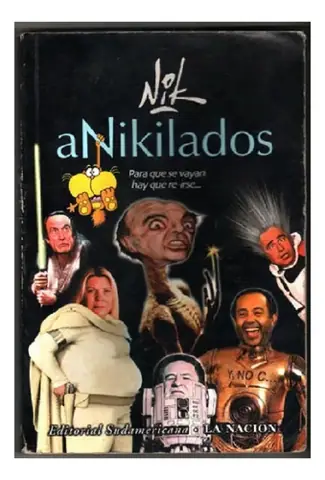 Nik
aNikilados
Para que se vayan
hay que re-irse...
Y, NO C...
Editorial Sudamericana • LA NACION